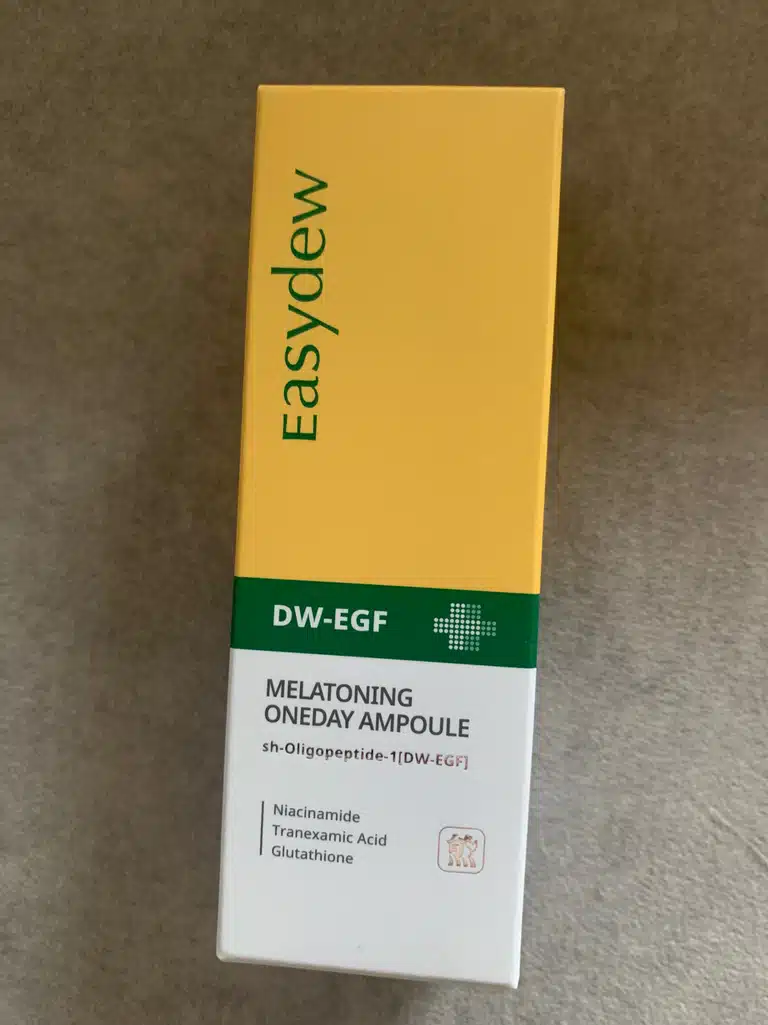 Easydew
DW-EGF
MELATONING
ONEDAY AMPOULE
sh-Oligopeptide-1[DW-EGF]
Niacinamide
Tranexamic Acid
Glutathione